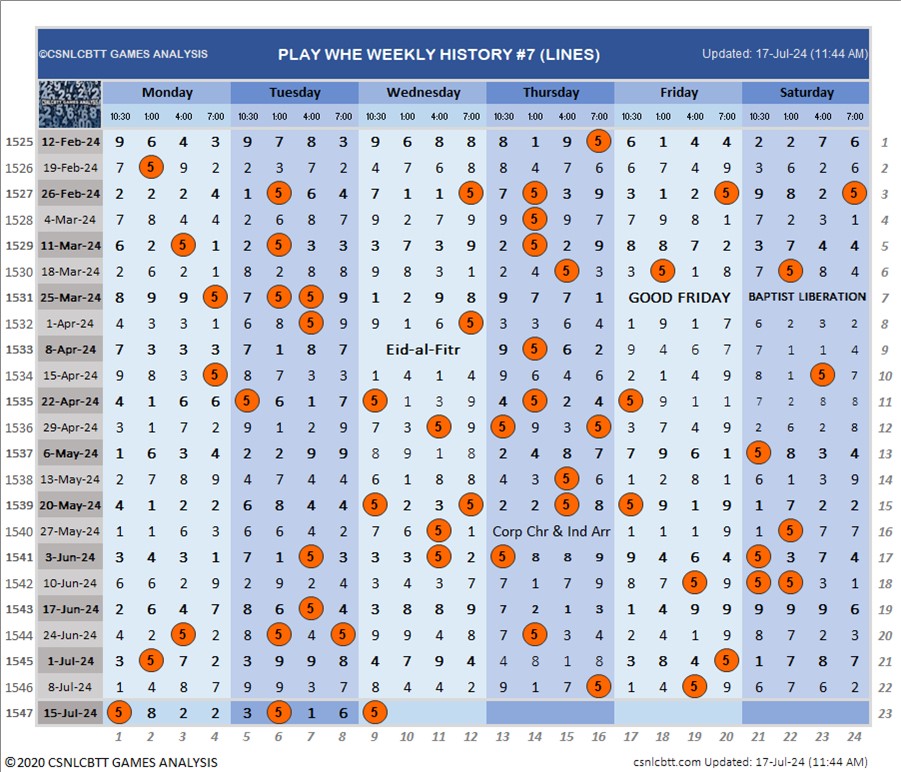 ©CSNLCBTT GAMES ANALYSIS PLAY WHE WEEKLY HISTORY #7 (LINES) Updated: 17-Jul-24 (11:44 AM)
Monday Tuesday Wednesday Thursday Friday Saturday
10:30 1:00 4:00 7:00 10:30 1:00 4:00 7:00 10:30 1:00 4:00 7:00 10:30 1:00 4:00 7:00 10:30 1:00 4:00 7:00 10:30 1:00 4:00 7:00
1525 12-Feb-24 9 6 4 3 9 7 8 3 9 6 8 8 8 1 9 5 6 1 4 4 2 2 7 6 1
1526 19-Feb-24 7 5 9 2 2 3 7 2 4 7 6 8 8 4 7 6 6 7 4 9 3 6 2 6 2
1527 26-Feb-24 2 2 2 4 1 5 6 4 7 1 1 5 7 5 3 9 3 1 2 5 9 8 2 5 3
1528 4-Mar-24 7 8 4 4 2 6 8 7 9 2 7 9 9 5 9 7 7 9 8 1 7 2 3 1 4
1529 11-Mar-24 6 2 5 1 2 5 3 3 3 7 3 9 2 5 2 9 8 8 7 2 3 7 4 4 5
1530 18-Mar-24 2 6 2 1 8 2 8 8 9 8 3 1 2 4 5 3 3 5 1 8 7 5 8 4 6
1531 25-Mar-24 8 9 9 5 7 5 5 9 1 2 9 8 9 7 7 1 GOOD FRIDAY BAPTIST LIBERATION 7
1532 1-Apr-24 4 3 3 1 6 8 5 9 9 1 6 5 3 3 6 4 1 9 1 7 6 2 3 2 8
1533 8-Apr-24 7 3 3 3 7 1 8 7 Eid-al-Fitr 9 5 6 2 9 4 6 7 7 1 1 4 9
1534 15-Apr-24 9 8 3 5 8 7 3 3 1 4 1 4 9 6 4 6 2 1 4 9 8 1 5 7 10
1535 22-Apr-24 4 1 6 6 5 6 1 7 5 1 3 9 4 5 2 4 5 9 1 1 7 2 8 8 11
1536 29-Apr-24 3 1 7 2 9 1 2 9 3 7 5 4 5 9 3 5 3 7 4 9 2 6 2 8 12
1537 6-May-24 1 6 3 4 2 2 9 9 8 9 1 8 2 4 8 7 7 9 6 1 5 8 3 4 13
1538 13-May-24 2 7 8 9 4 7 4 4 6 1 8 8 4 3 5 6 1 2 8 1 6 1 3 9 14
1539 20-May-24 4 1 2 2 6 8 4 4 5 2 3 5 2 2 5 8 5 9 1 9 1 7 2 2 15
1540 27-May-24 1 1 6 3 6 6 4 2 7 6 5 1 Corp Chr & Ind Arr 1 1 1 9 1 5 7 7 16
1541 3-Jun-24 3 4 3 1 7 1 5 3 3 3 5 2 5 8 8 9 9 4 6 4 5 3 7 4 17
1542 10-Jun-24 6 6 2 9 2 9 2 4 3 4 3 7 7 1 7 9 8 7 5 9 5 5 3 1 18
1543 17-Jun-24 2 6 4 7 8 6 5 4 3 8 8 9 7 2 1 3 1 4 9 9 9 9 9 6 19
1544 24-Jun-24 4 2 5 2 8 5 4 5 9 9 4 8 7 5 3 4 2 4 1 9 8 7 2 3 20
1545 1-Jul-24 3 5 7 2 3 9 9 8 4 7 9 4 4 8 1 8 3 8 4 5 1 7 8 7 21
1546 8-Jul-24 1 4 8 7 9 9 3 7 8 4 4 2 9 1 7 5 1 4 5 9 6 7 6 2 22
1547 15-Jul-24 5 8 2 2 3 5 1 6 5 23
1 2 3 4 5 6 7 8 9 10 11 12 13 14 15 16 17 18 19 20 21 22 23 24
©2020 CSNLCBTT GAMES ANALYSIS csnlcbtt.com Updated: 17-Jul-24 (11:44 AM)